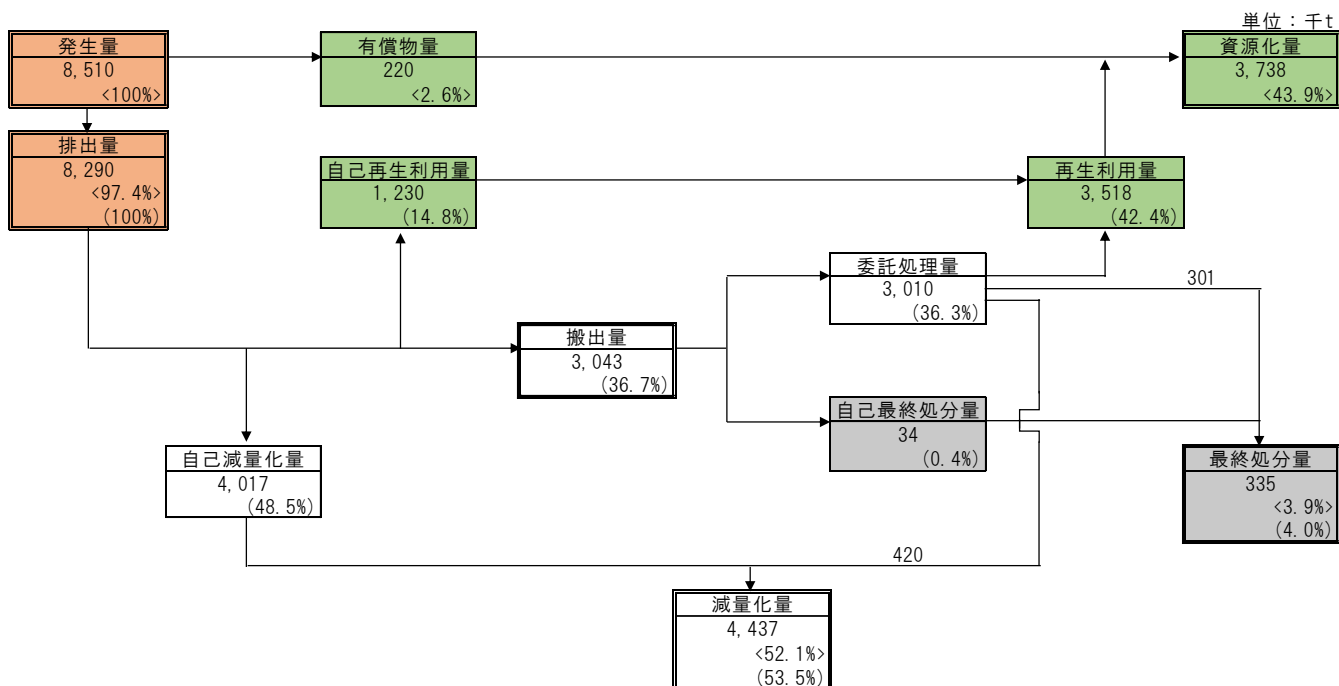 単位：千t
発生量
8,510
<100%>
有償物量
220
<2.6%>
資源化量
3,738
<43.9%>
排出量
8,290
<97.4%>
(100%)
自己再生利用量
1,230
(14.8%)
再生利用量
3,518
(42.4%)
委託処理量
3,010
(36.3%)
301
搬出量
3,043
(36.7%)
自己最終処分量
34
(0.4%)
自己減量化量
4,017
(48.5%)
最終処分量
335
<3.9%>
(4.0%)
420
減量化量
4,437
<52.1%>
(53.5%)